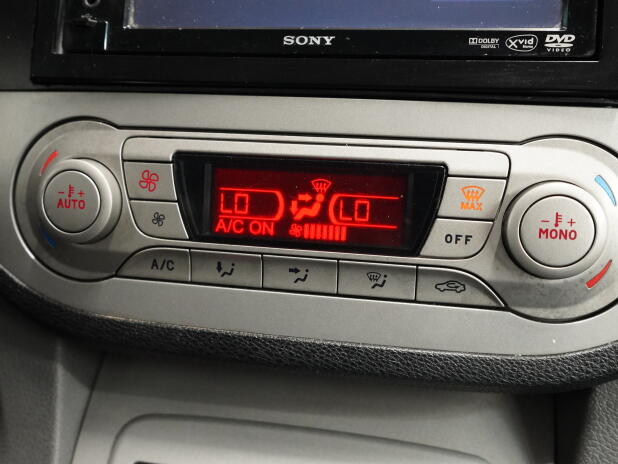 SONY
DOLBY
DIGITAL
XviD
DVD
VIDEO
- +
AUTO
LO
LO
A/C ON
MAX
OFF
- +
MONO
A/C